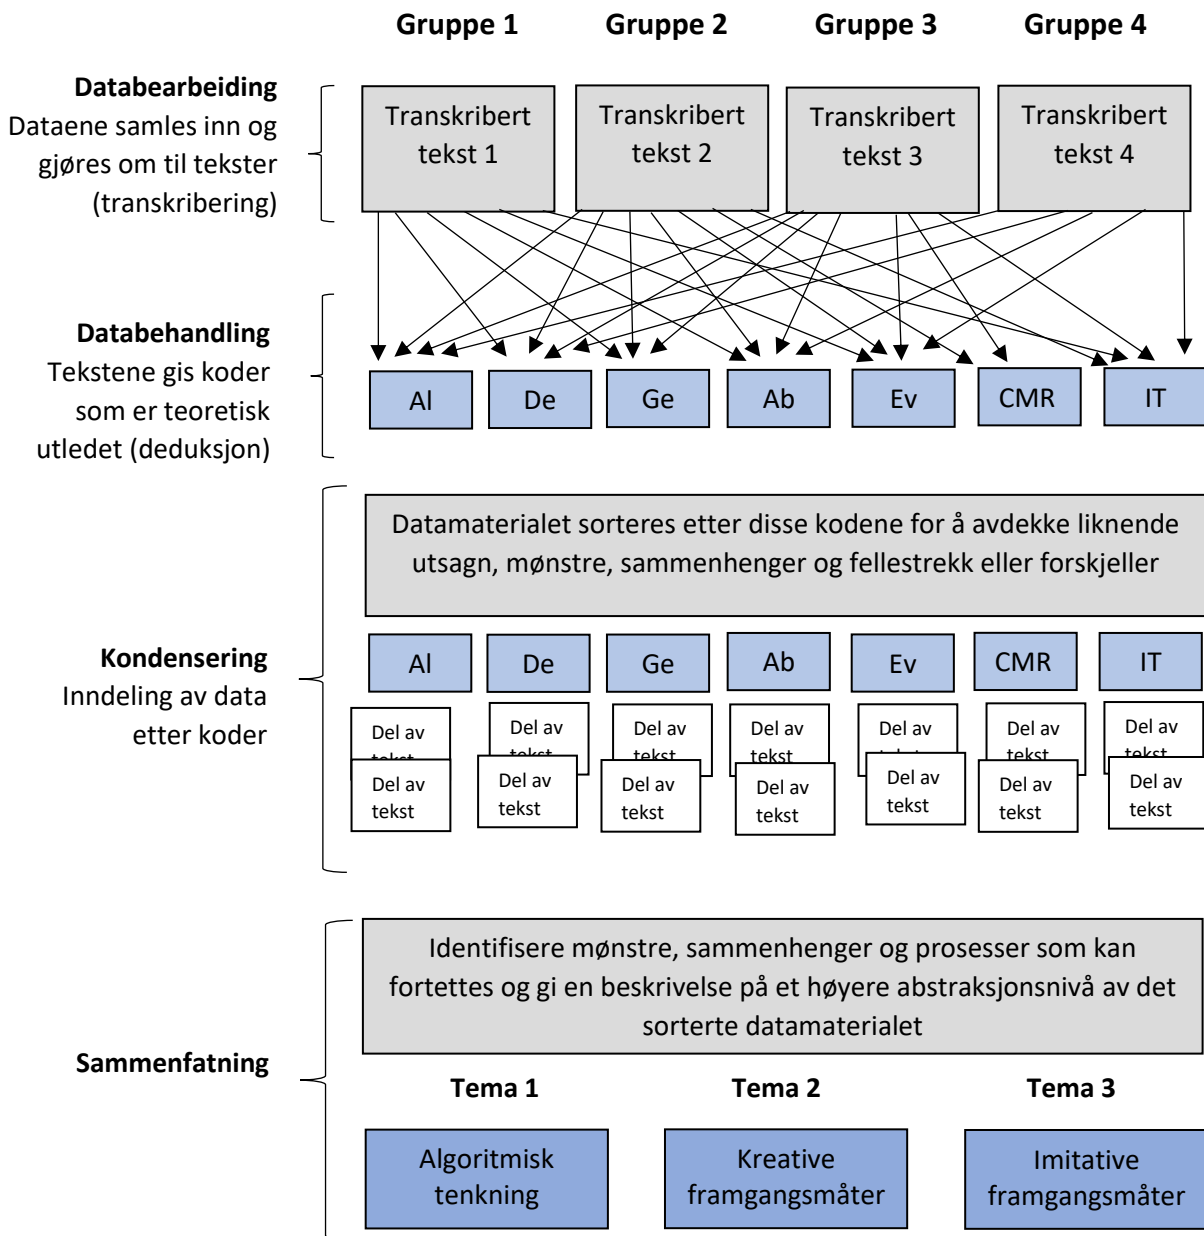 Gruppe 1
Gruppe 2
Gruppe 3
Gruppe 4
Databearbeiding
Dataene samles inn og
gjøres om til tekster
(transkribering)
Transkribert
tekst 1
Transkribert
tekst 2
Transkribert
tekst 3
Transkribert
tekst 4
Databehandling
Tekstene gis koder
som er teoretisk
utledet (deduksjon)
Al
De
Ge
Ab
Ev
CMR
IT
Datamaterialet sorteres etter disse kodene for å avdekke liknende
utsagn, mønstre, sammenhenger og fellestrekk eller forskjeller
Kondensering
Inndeling av data
etter koder
Al
De
Ge
Ab
Ev
CMR
IT
Del av
tekst
Del av
tekst
Del av
tekst
Del av
tekst
Del av
tekst
Del av
tekst
Del av
tekst
Del av
tekst
Del av
tekst
Del av
tekst
Del av
tekst
Del av
tekst
Del av
tekst
Del av
tekst
Sammenfatning
Identifisere mønstre, sammenhenger og prosesser som kan
fortettes og gi en beskrivelse på et høyere abstraksjonsnivå av det
sorterte datamaterialet
Tema 1
Tema 2
Tema 3
Algoritmisk
tenkning
Kreative
framgangsmåter
Imitative
framgangsmåter